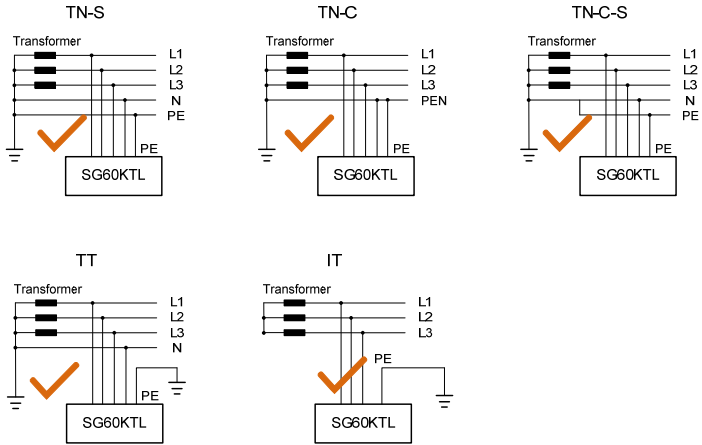 TN-S
Transformer
L1
L2
L3
N
PE
PE
SG60KTL
TN-C
Transformer
L1
L2
L3
PEN
PE
SG60KTL
TN-C-S
Transformer
L1
L2
L3
N
PE
PE
SG60KTL
TT
Transformer
L1
L2
L3
N
PE
SG60KTL
IT
Transformer
L1
L2
L3
PE
SG60KTL